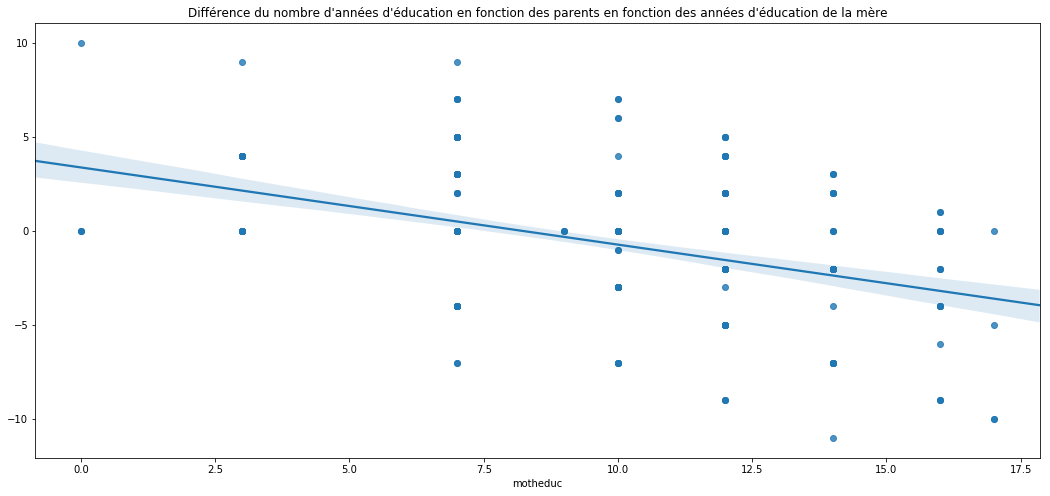 Différence du nombre d'années d'éducation en fonction des parents en fonction des années d'éducation de la mère
10
5
0
−5
−10
0.0 2.5 5.0 7.5 10.0 12.5 15.0 17.5
motheduc